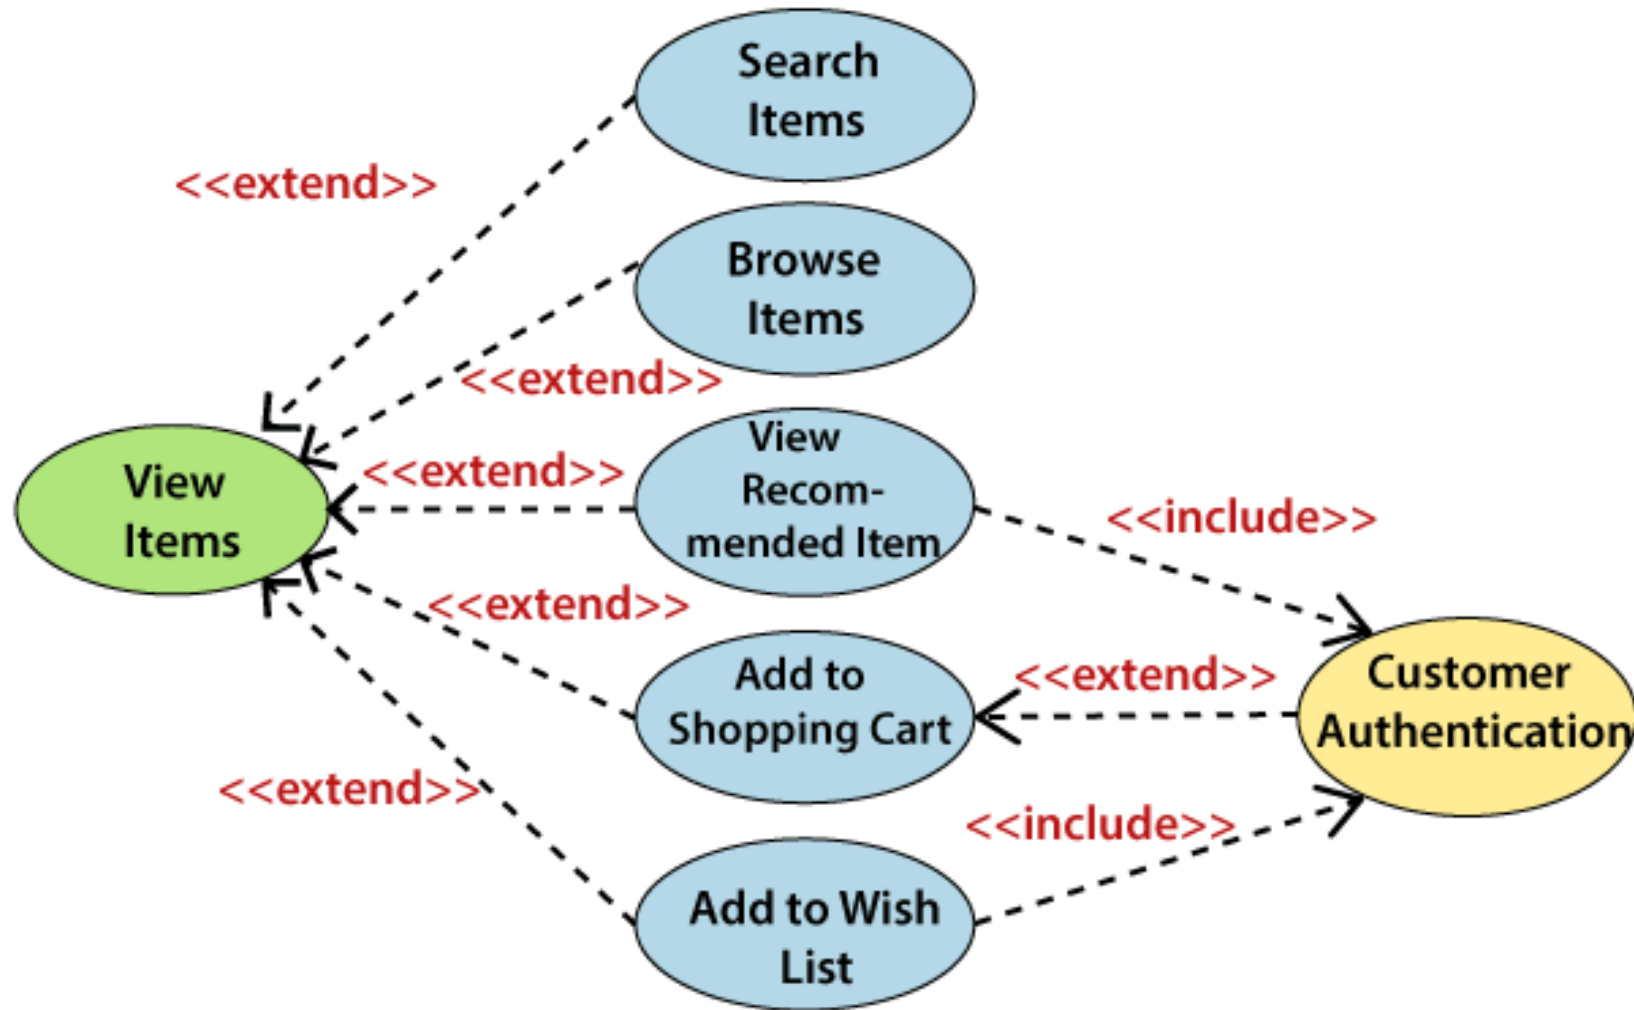 Search
Items
<<extend>>
Browse
Items
<<extend>>
View
Recom-
mended Item
<<extend>>
<<include>>
View
Items
<<extend>>
Add to
Shopping Cart
<<extend>>
Customer
Authentication
<<extend>>
<<include>>
Add to Wish
List